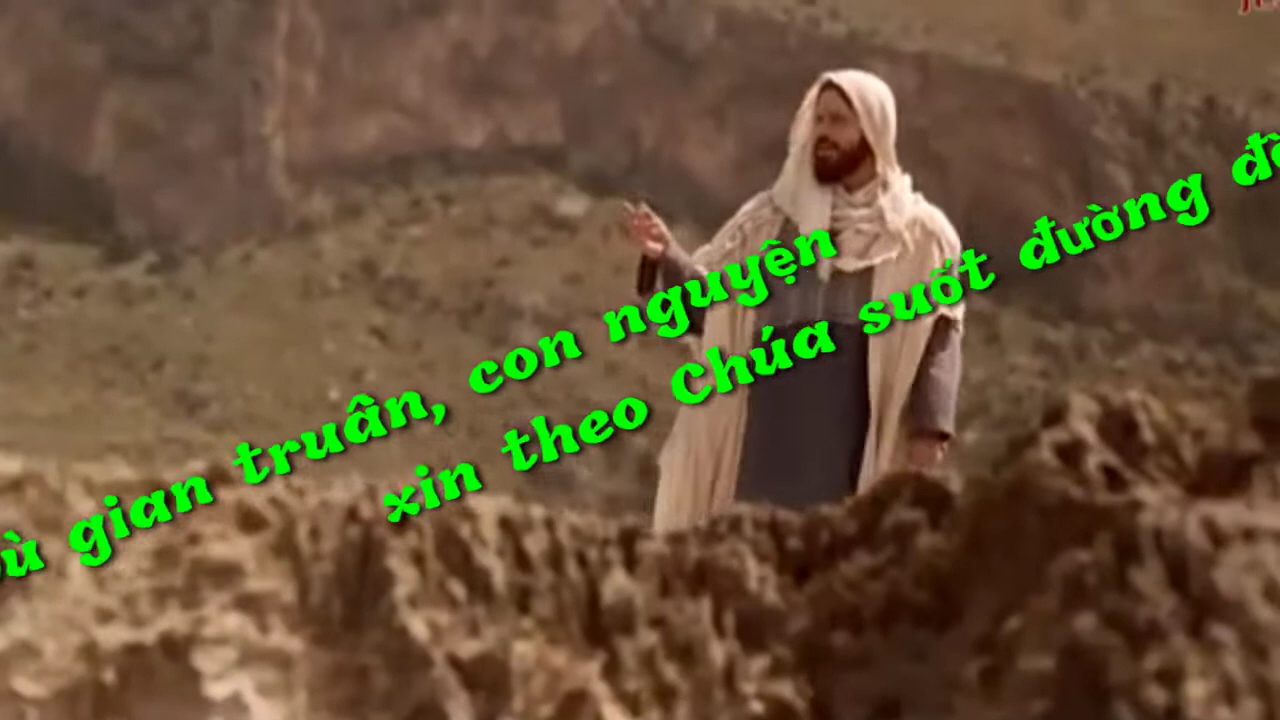 gian truân, con nguyện
xin theo Chúa suốt đường